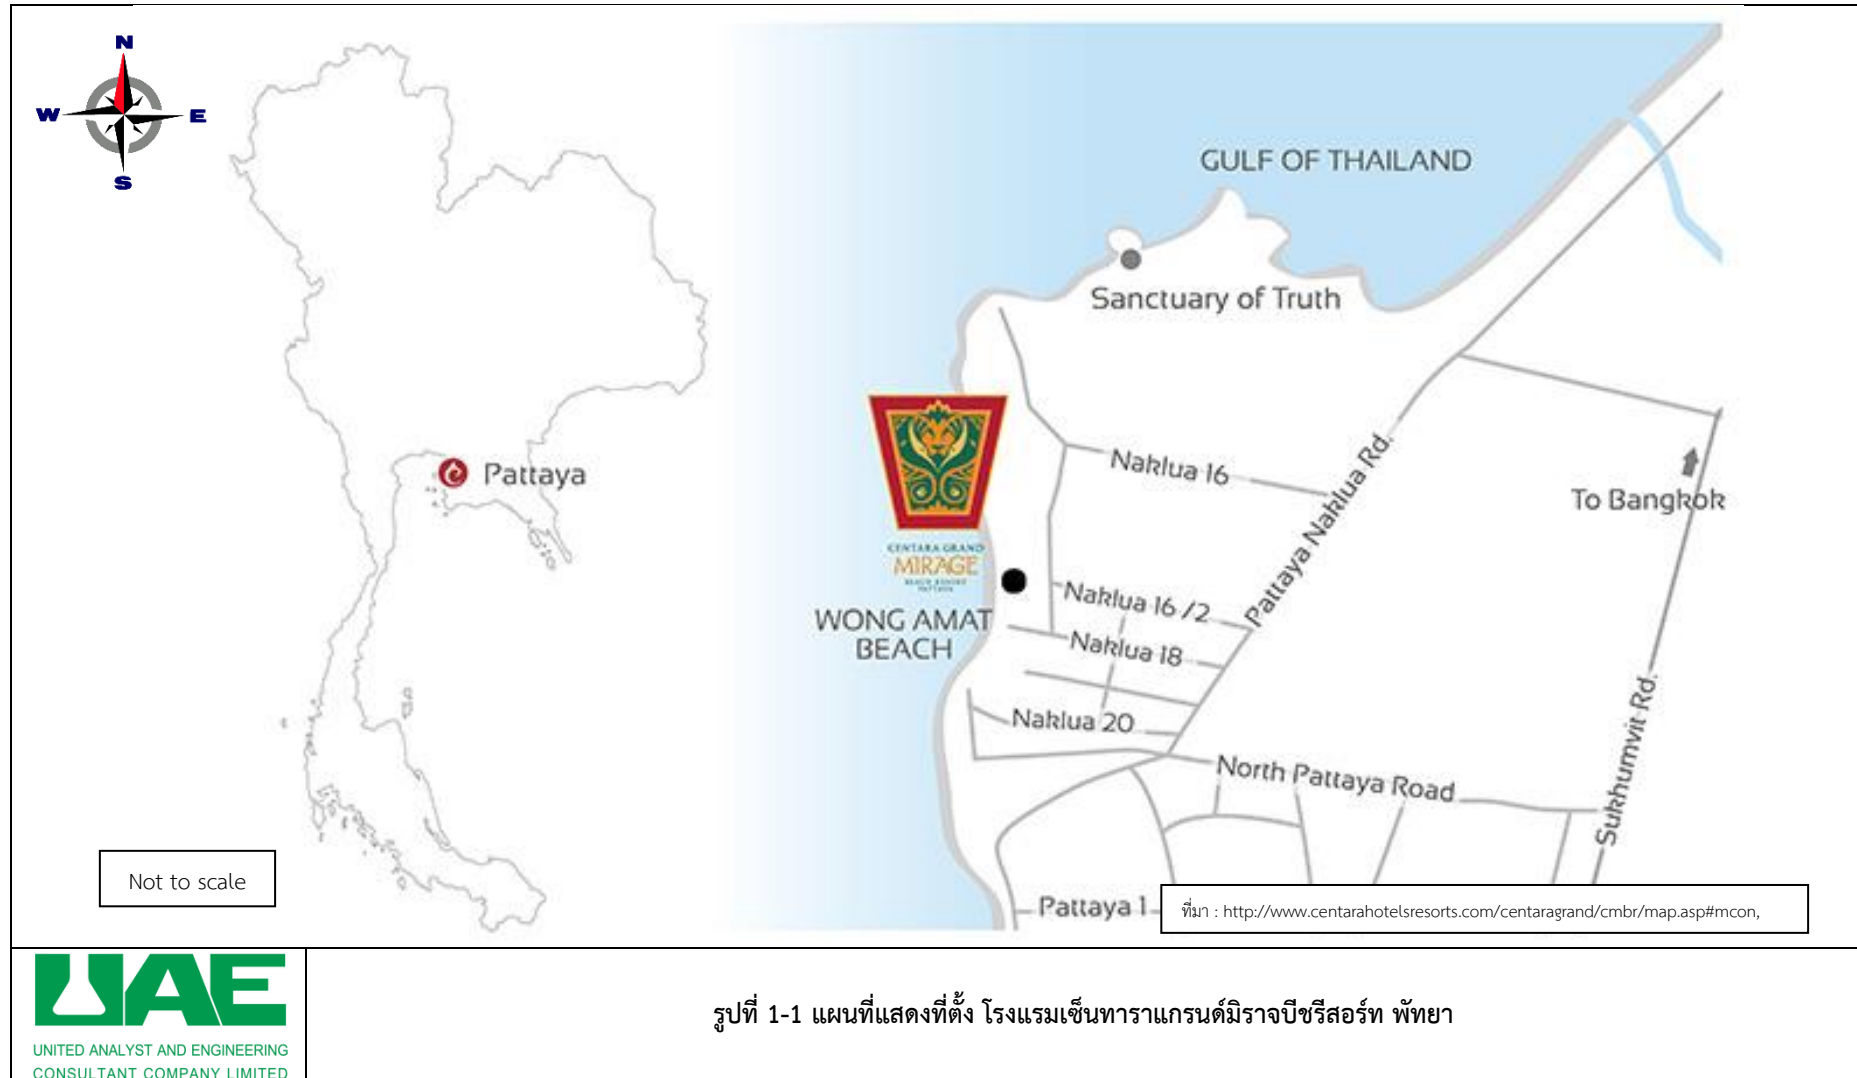 N
W
E
S
GULF OF THAILAND
Sanctuary of Truth
Pattaya
Naklua 16
Pattaya Naklua Rd.
To Bangkok
CENTARA GRAND
MIRAGE
BEACH RESORT
PATTAYA
WONG AMAT
BEACH
Naklua 16 /2
Naklua 18
Naklua 20
North Pattaya Road
Sukhumvit Rd.
Not to scale
Pattaya 1
ที่มา : http://www.centarahotelsresorts.com/centaragrand/cmbr/map.asp#mcon,
UAE
UNITED ANALYST AND ENGINEERING
CONSULTANT COMPANY LIMITED
รูปที่ 1-1 แผนที่แสดงที่ตั้ง โรงแรมเซ็นทาราแกรนด์มิราจบีชรีสอร์ท พัทยา